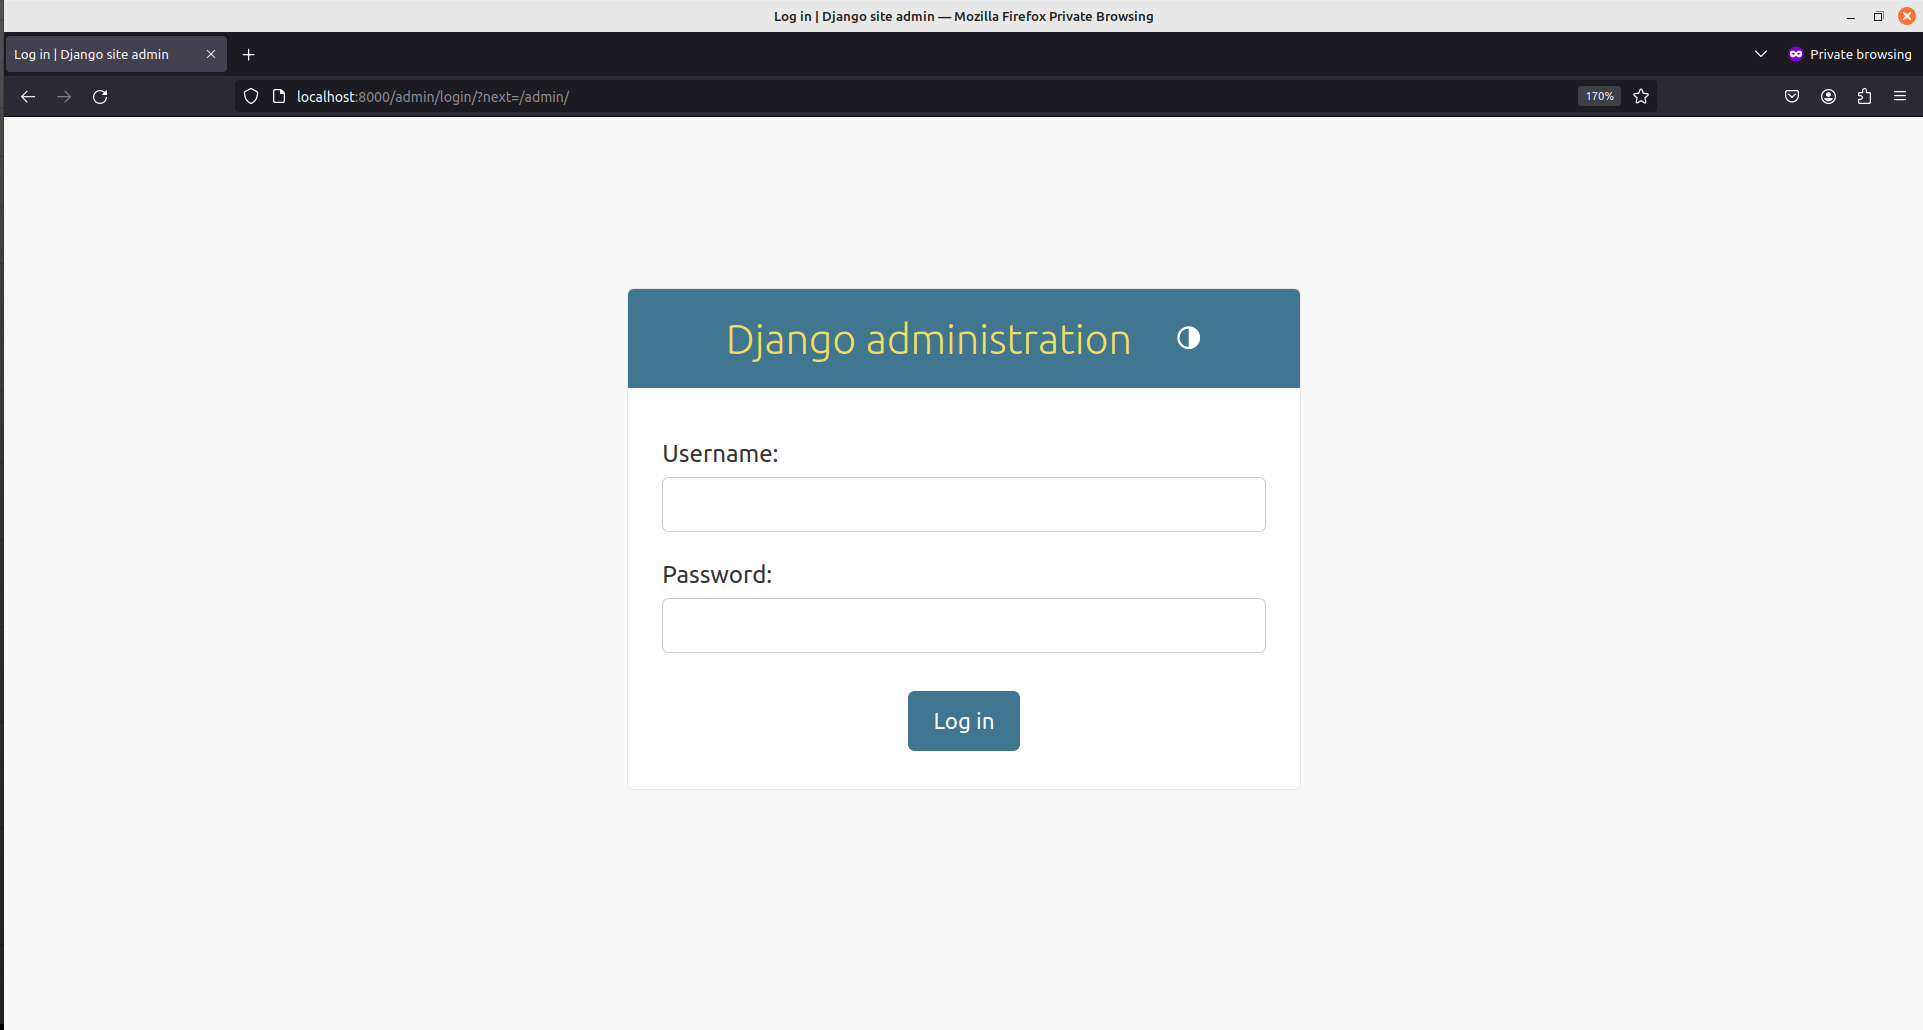 Log in | Django site admin — Mozilla Firefox Private Browsing
Log in | Django site admin
Private browsing
localhost:8000/admin/login/?next=/admin/
170%
Django administration
Username:
Password:
Log in